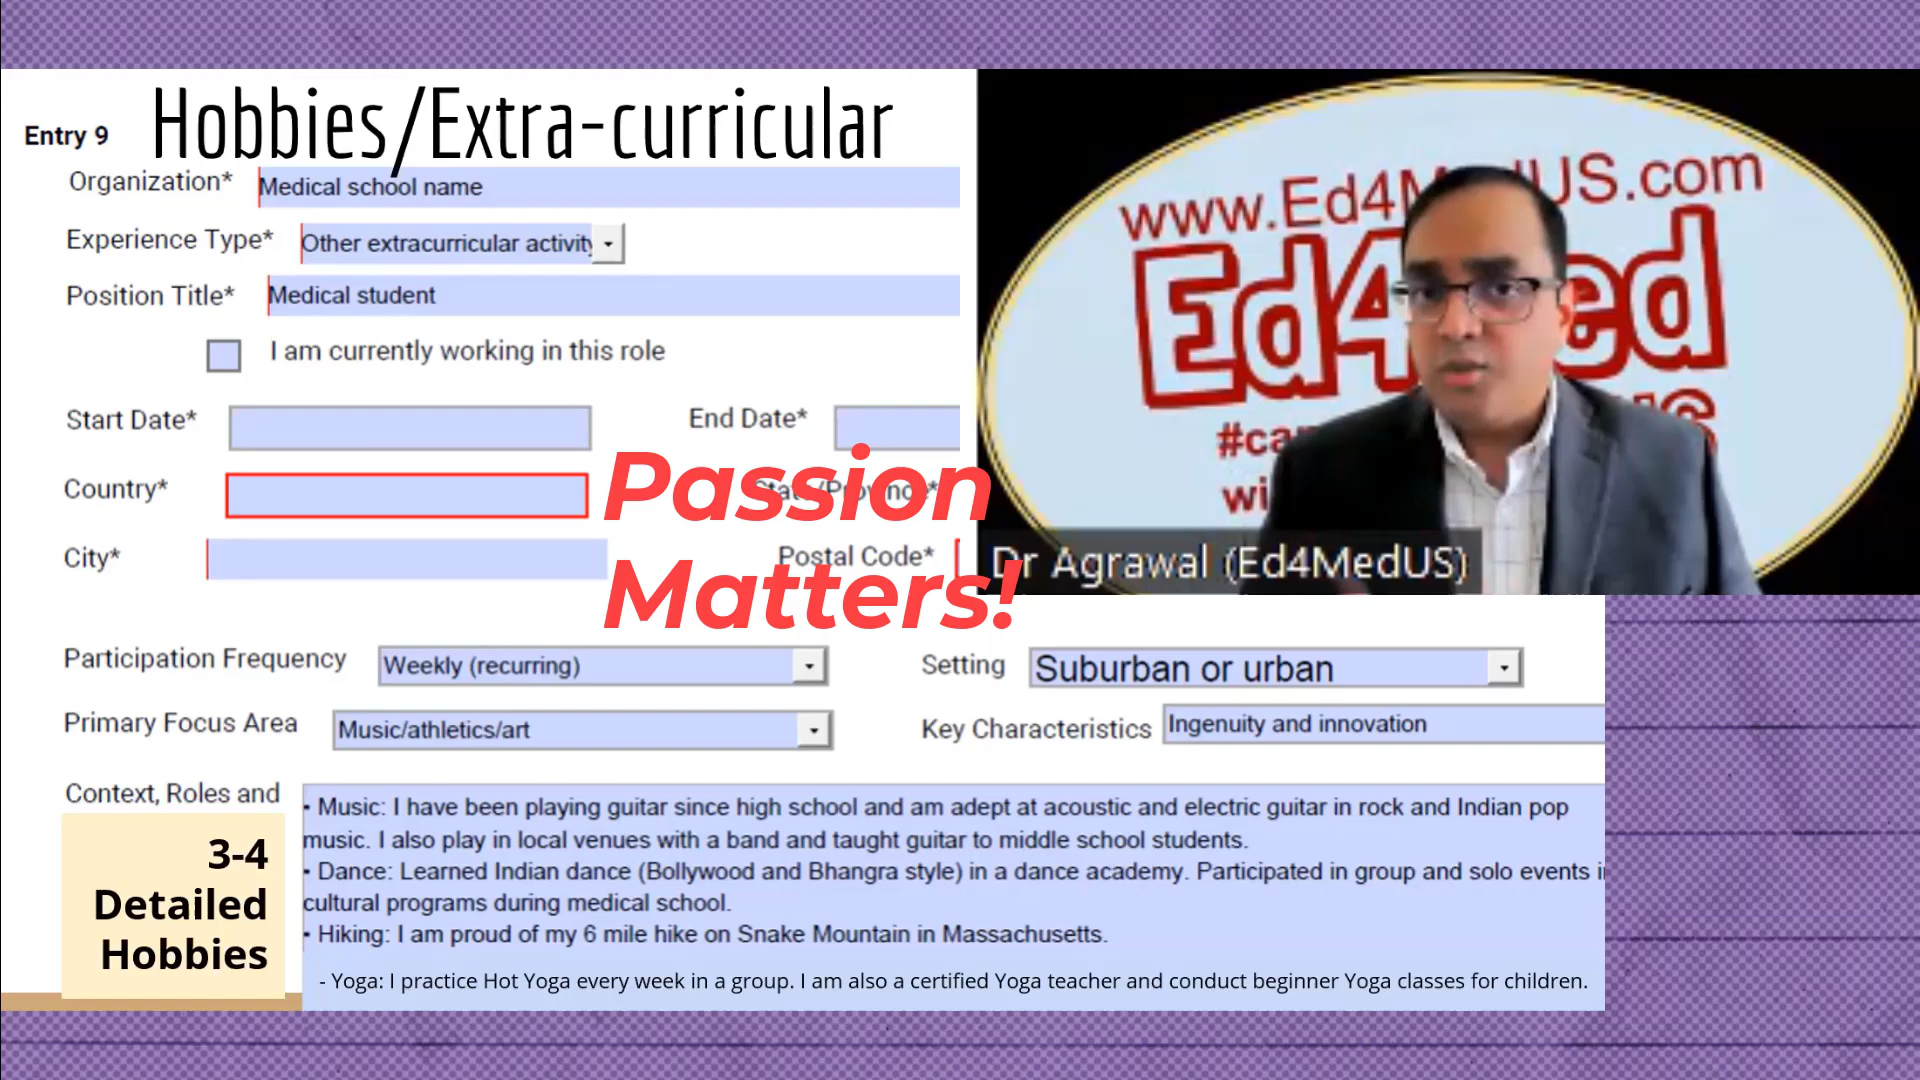 Hobbies/Extra-curricular
Entry 9
Organization* Medical school name
Experience Type* Other extracurricular activity
Position Title* Medical student
I am currently working in this role
Start Date* End Date*
Country* State/Province*
City* Postal Code*
Passion
Matters!
www.Ed4MedUS.com
Ed4Med
Dr Agrawal (Ed4MedUS)
Participation Frequency Weekly (recurring) Setting Suburban or urban
Primary Focus Area Music/athletics/art Key Characteristics Ingenuity and innovation
Context, Roles and
3-4
Detailed
Hobbies
• Music: I have been playing guitar since high school and am adept at acoustic and electric guitar in rock and Indian pop
music. I also play in local venues with a band and taught guitar to middle school students.
• Dance: Learned Indian dance (Bollywood and Bhangra style) in a dance academy. Participated in group and solo events in
cultural programs during medical school.
• Hiking: I am proud of my 6 mile hike on Snake Mountain in Massachusetts.
- Yoga: I practice Hot Yoga every week in a group. I am also a certified Yoga teacher and conduct beginner Yoga classes for children.